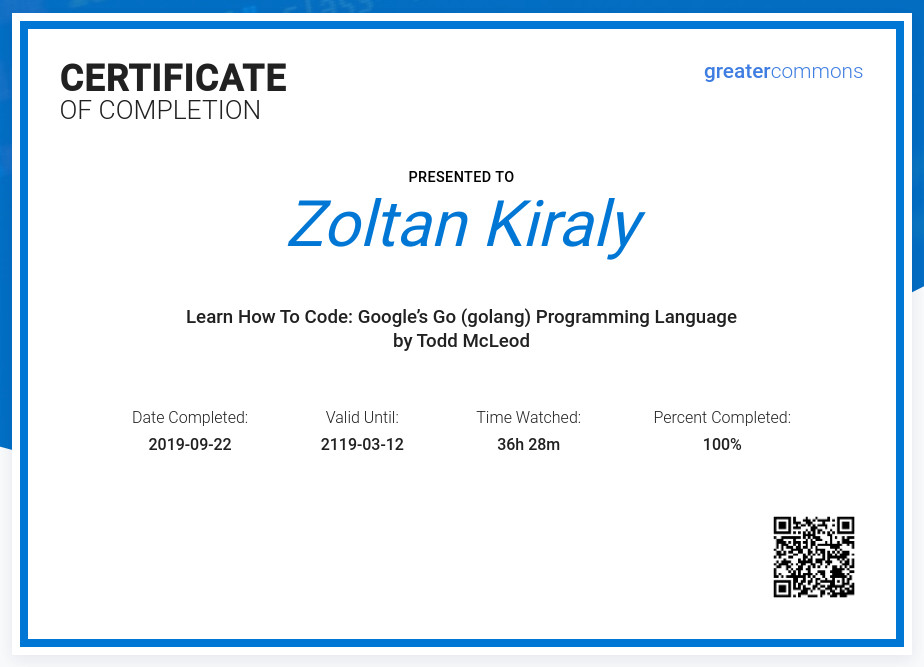 CERTIFICATE
OF COMPLETION
greatercommons
PRESENTED TO
Zoltan Kiraly
Learn How To Code: Google’s Go (golang) Programming Language
by Todd McLeod
Date Completed:
2019-09-22
Valid Until:
2119-03-12
Time Watched:
36h 28m
Percent Completed:
100%